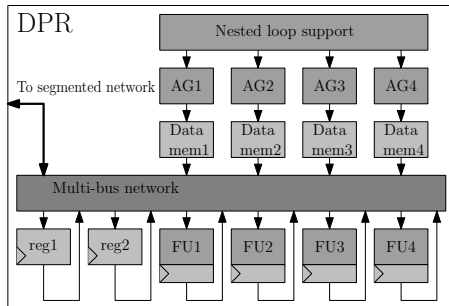 DPR
Nested loop support
To segmented network
AG1 AG2 AG3 AG4
Data mem1
Data mem2
Data mem3
Data mem4
Multi-bus network
reg1 reg2 FU1 FU2 FU3 FU4